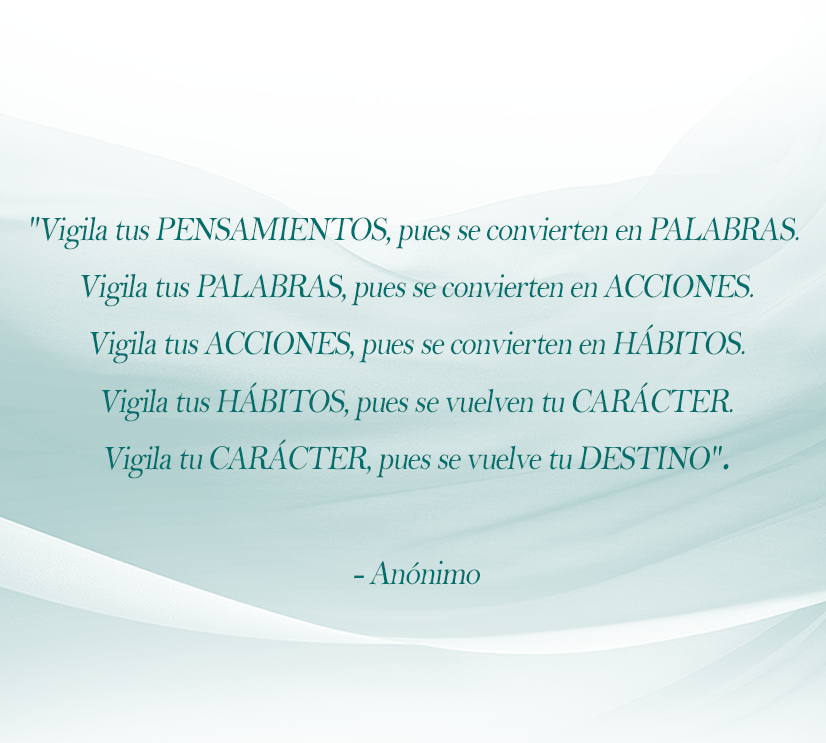 "Vigila tus PENSAMIENTOS, pues se convierten en PALABRAS.
Vigila tus PALABRAS, pues se convierten en ACCIONES.
Vigila tus ACCIONES, pues se convierten en HÁBITOS.
Vigila tus HÁBITOS, pues se vuelven tu CARÁCTER.
Vigila tu CARÁCTER, pues se vuelve tu DESTINO".
- Anónimo